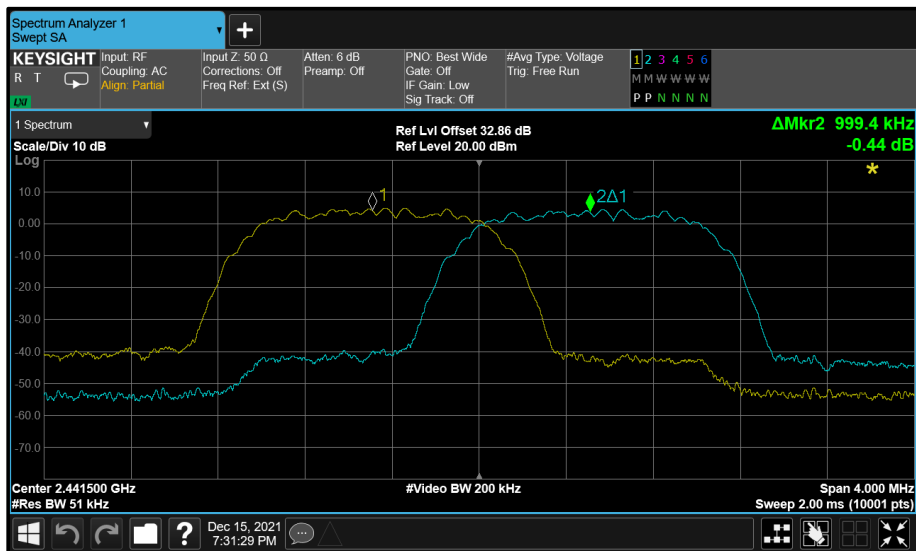 Spectrum Analyzer 1
Swept SA
+
KEYSIGHT Input: RF Input Z: 50 Ω Atten: 6 dB PNO: Best Wide #Avg Type: Voltage 1 2 3 4 5 6
R T Coupling: AC Corrections: Off Preamp: Off Gate: Off Trig: Free Run M M W W W W
Align: Partial Freq Ref: Ext (S) IF Gain: Low
LXI Sig Track: Off P P N N N N
1 Spectrum ΔMkr2 999.4 kHz
Ref Lvl Offset 32.86 dB
Scale/Div 10 dB Ref Level 20.00 dBm -0.44 dB
Log
*
10.0
1
2Δ1
0.00
-10.0
-20.0
-30.0
-40.0
-50.0
-60.0
-70.0
Center 2.441500 GHz #Video BW 200 kHz Span 4.000 MHz
#Res BW 51 kHz Sweep 2.00 ms (10001 pts)
? Dec 15, 2021
7:31:29 PM